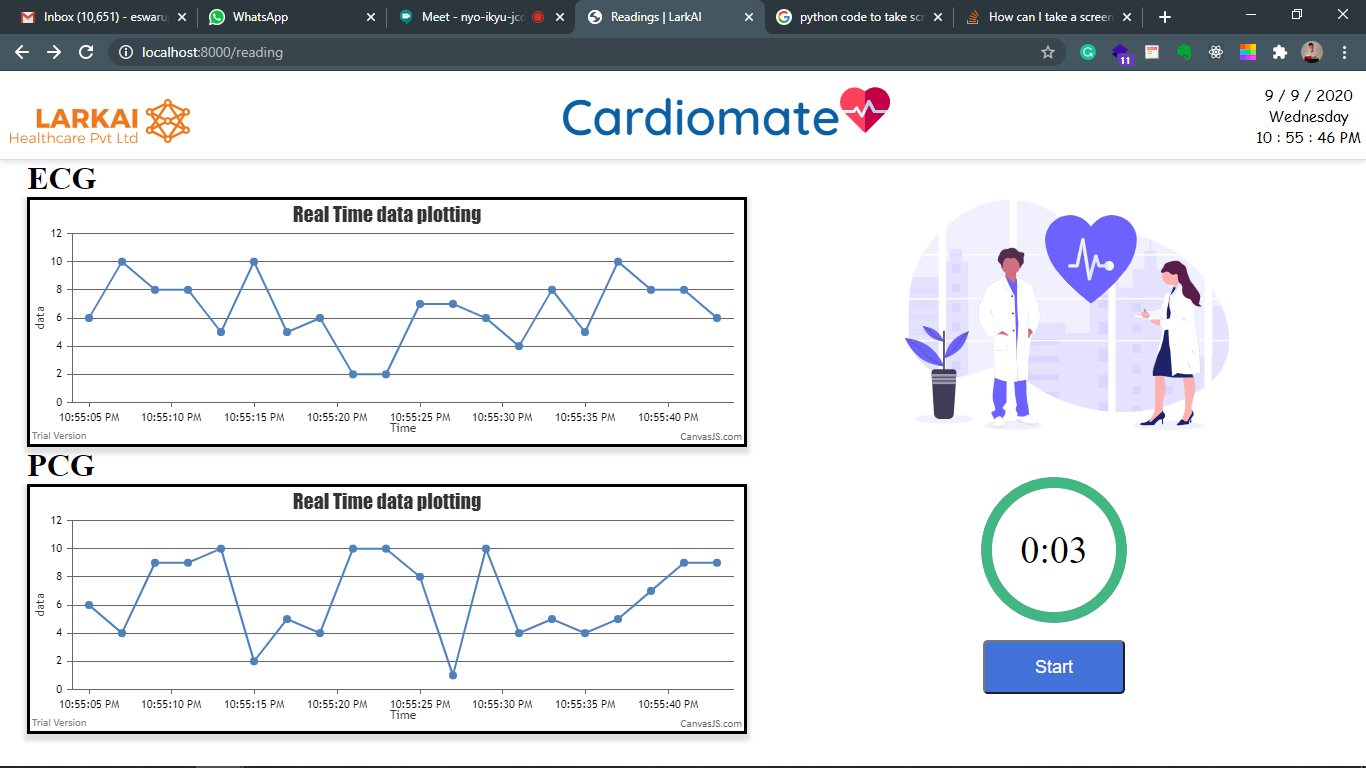 Inbox (10,651) - eswaru
WhatsApp
Meet - nyo-ikyu-jcc
Readings | LarkAI
python code to take scr
How can I take a screen
localhost:8000/reading
11
LARKAI
Healthcare Pvt Ltd
Cardiomate
9 / 9 / 2020
Wednesday
10 : 55 : 46 PM
ECG
Real Time data plotting
12
10
8
6
4
2
0
data
10:55:05 PM 10:55:10 PM 10:55:15 PM 10:55:20 PM 10:55:25 PM 10:55:30 PM 10:55:35 PM 10:55:40 PM
Time
Trial Version
CanvasJS.com
PCG
Real Time data plotting
12
10
8
6
4
2
0
data
10:55:05 PM 10:55:10 PM 10:55:15 PM 10:55:20 PM 10:55:25 PM 10:55:30 PM 10:55:35 PM 10:55:40 PM
Time
Trial Version
CanvasJS.com
0:03
Start